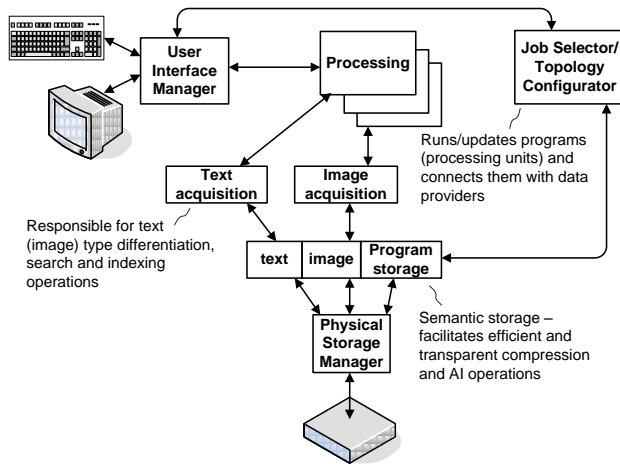 User
Interface
Manager
Processing
Job Selector/
Topology
Configurator
Runs/updates programs
(processing units) and
connects them with data
providers
Text
acquisition
Image
acquisition
Responsible for text
(image) type differentiation,
search and indexing
operations
text
image
Program
storage
Semantic storage –
facilitates efficient and
transparent compression
and AI operations
Physical
Storage
Manager